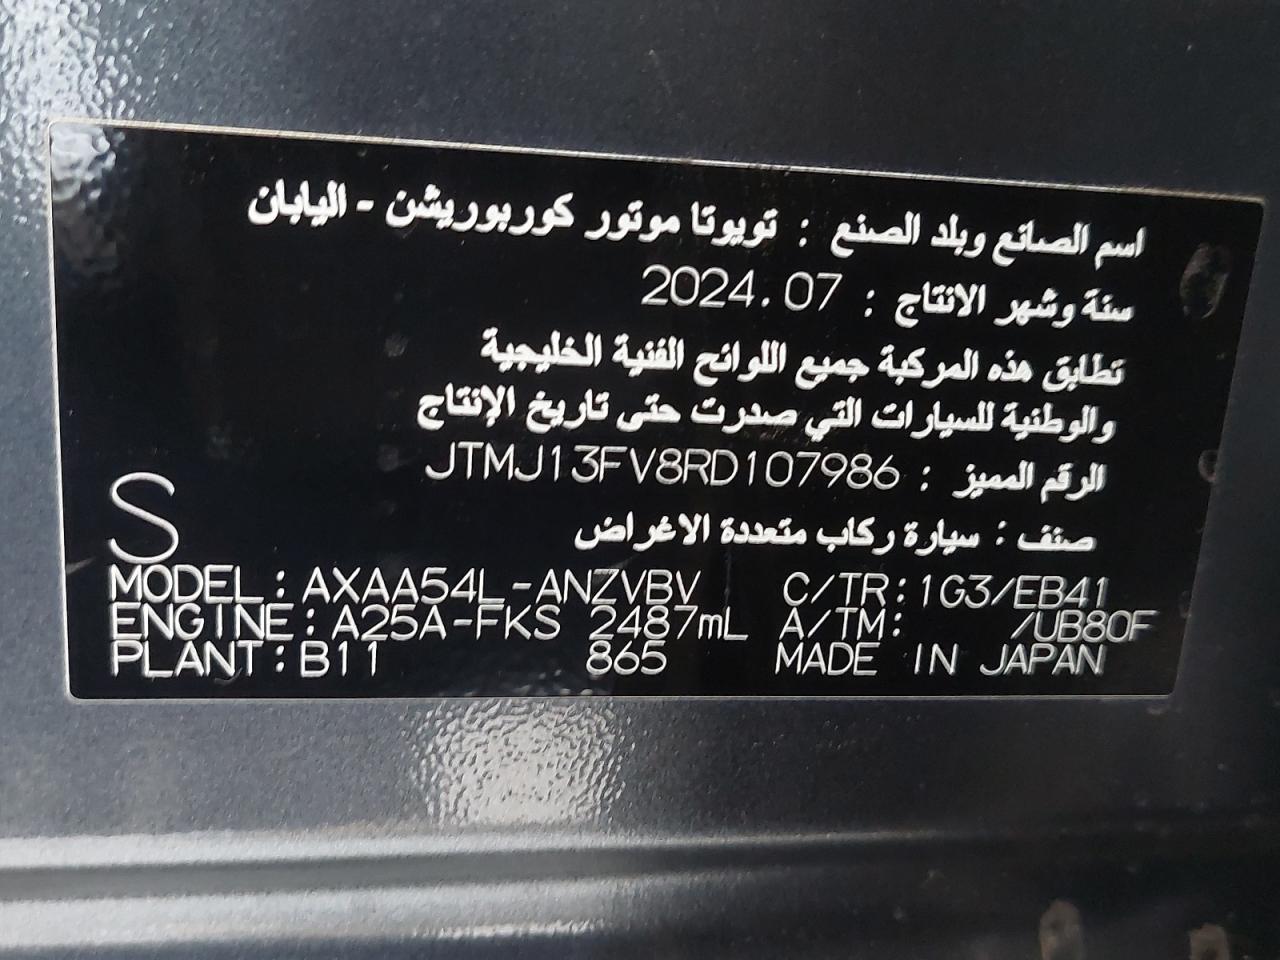 اسم الصانع وبلد الصنع : تويوتا موتور كوربوريشن - اليابان
سنة وشهر الانتاج : 2024.07
تطابق هذه المركبة جميع اللوائح الفنية الخليجية
والوطنية للسيارات التي صدرت حتى تاريخ الإنتاج
الرقم المميز : JTMJ13FV8RD107986
صنف : سيارة ركاب متعددة الاغراض
S
MODEL: AXAA54L-ANZVBV C/TR: 1G3/EB41
ENGINE: A25A-FKS 2487mL A/TM: /UB80F
PLANT: B11 865 MADE IN JAPAN